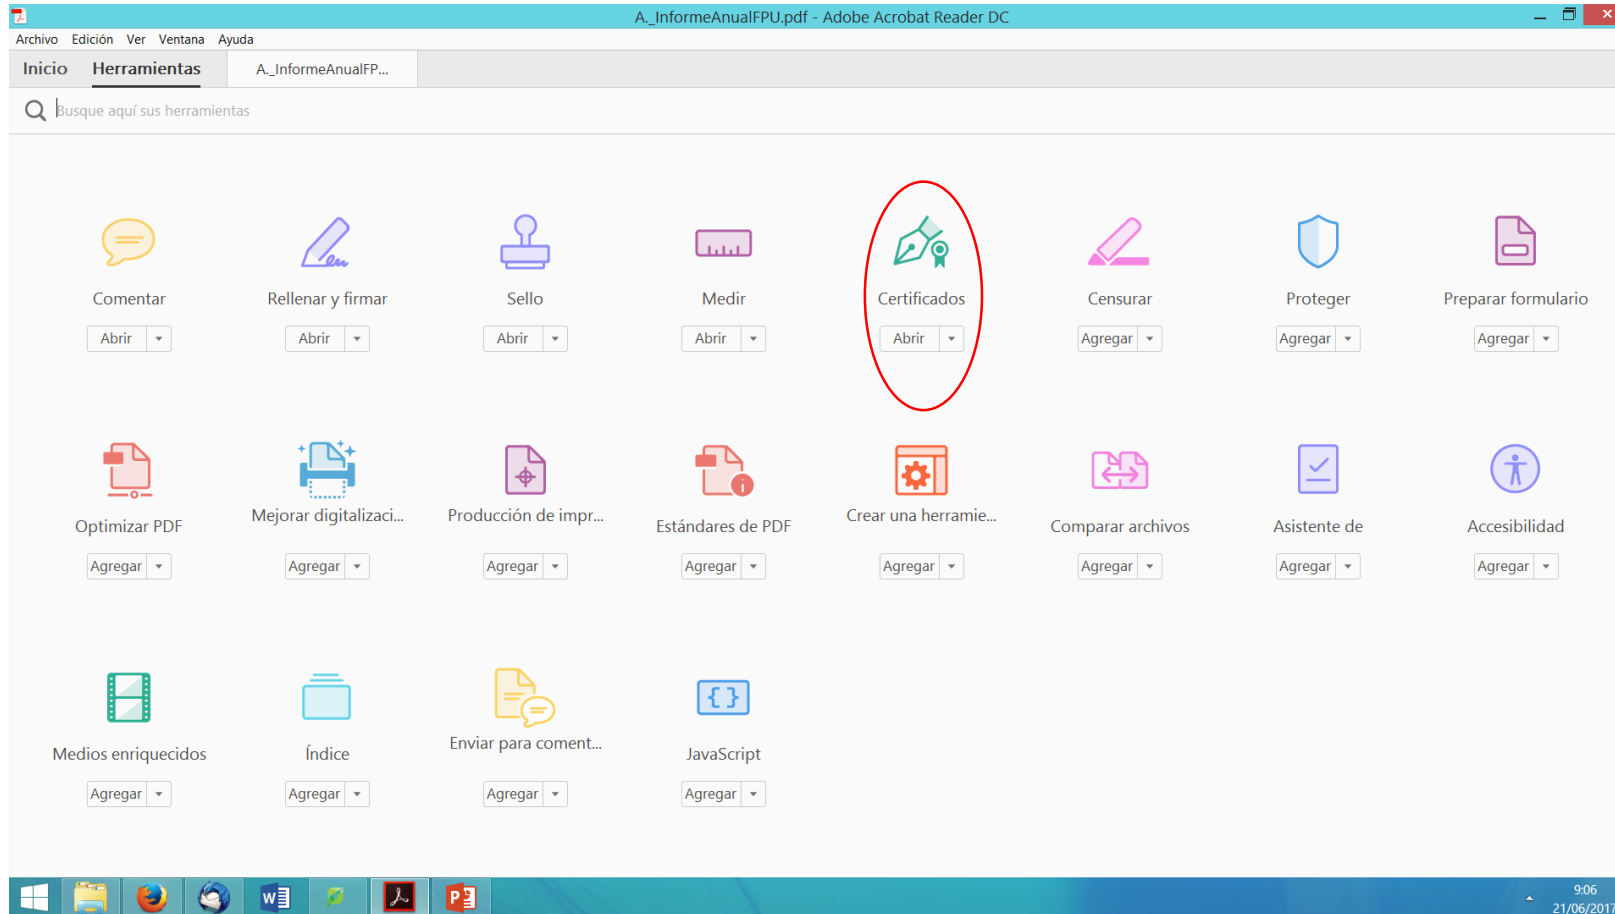 A._InformeAnualFPU.pdf - Adobe Acrobat Reader DC
Archivo Edición Ver Ventana Ayuda
Inicio Herramientas A._InformeAnualFP...
Busque aquí sus herramientas
Comentar Rellenar y firmar Sello Medir Certificados Censurar Proteger Preparar formulario
Abrir Abrir Abrir Abrir Abrir Agregar Agregar Agregar
Optimizar PDF Mejorar digitalizaci... Producción de impr... Estándares de PDF Crear una herramie... Comparar archivos Asistente de Accesibilidad
Agregar Agregar Agregar Agregar Agregar Agregar Agregar Agregar
Medios enriquecidos Índice Enviar para coment... JavaScript
Agregar Agregar Agregar Agregar
9:06
21/06/2017